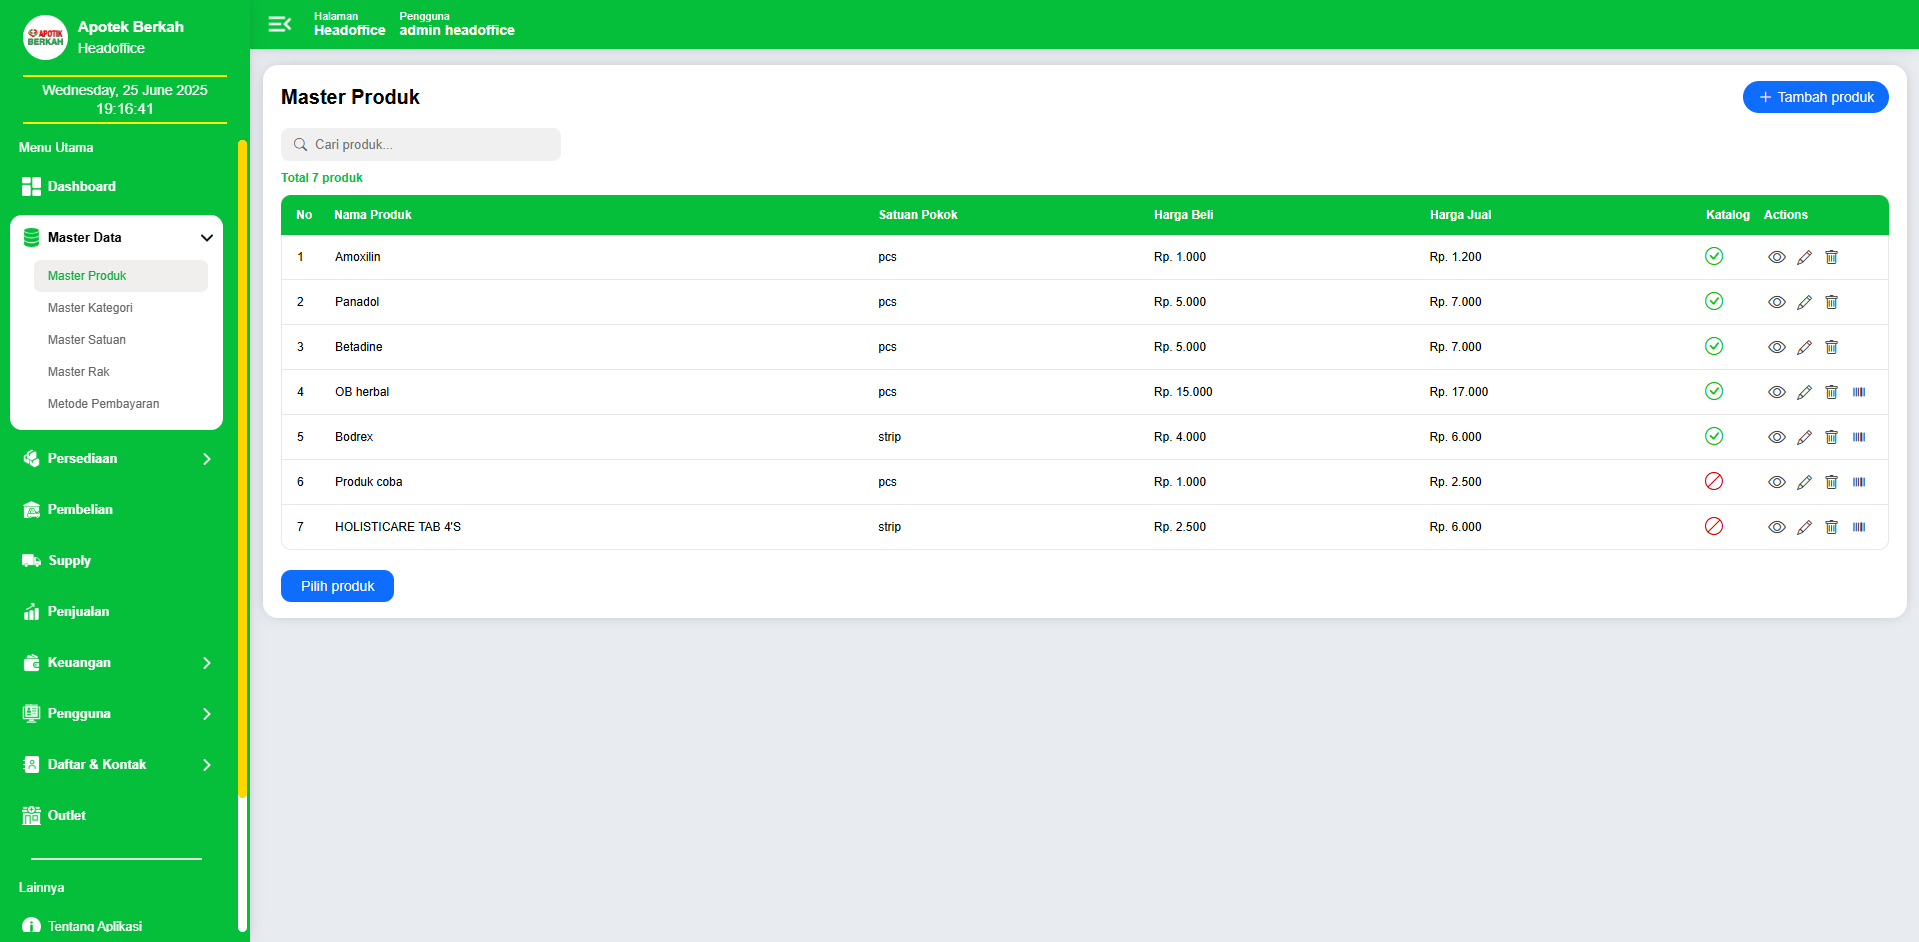 APOTIK
BERKAH
Apotek Berkah
Headoffice
Wednesday, 25 June 2025
19:16:41
Menu Utama
Dashboard
Master Data
Master Produk
Master Kategori
Master Satuan
Master Rak
Metode Pembayaran
Persediaan
Pembelian
Supply
Penjualan
Keuangan
Pengguna
Daftar & Kontak
Outlet
Lainnya
Tentang Aplikasi
Halaman Pengguna
Headoffice admin headoffice
Master Produk
+ Tambah produk
Cari produk...
Total 7 produk
No Nama Produk Satuan Pokok Harga Beli Harga Jual Katalog Actions
1 Amoxilin pcs Rp. 1.000 Rp. 1.200
2 Panadol pcs Rp. 5.000 Rp. 7.000
3 Betadine pcs Rp. 5.000 Rp. 7.000
4 OB herbal pcs Rp. 15.000 Rp. 17.000
5 Bodrex strip Rp. 4.000 Rp. 6.000
6 Produk coba pcs Rp. 1.000 Rp. 2.500
7 HOLISTICARE TAB 4'S strip Rp. 2.500 Rp. 6.000
Pilih produk